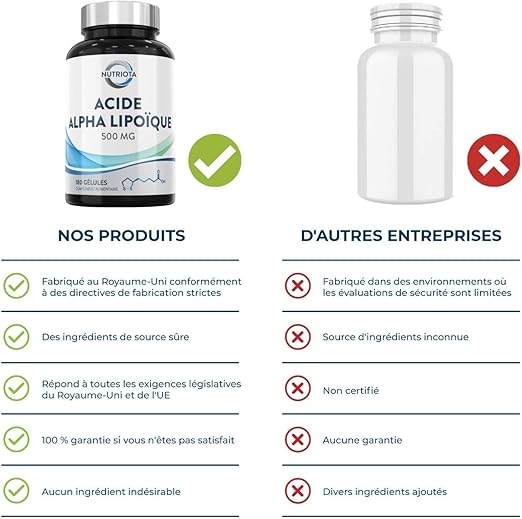 NUTRIOTA
ACIDE
ALPHA LIPOÏQUE
500 MG
180 GÉLULES
COMPLÉMENT ALIMENTAIRE
S-S
OH
NOS PRODUITS
Fabriqué au Royaume-Uni conformément
à des directives de fabrication strictes
Des ingrédients de source sûre
Répond à toutes les exigences législatives
du Royaume-Uni et de l'UE
100 % garantie si vous n'êtes pas satisfait
Aucun ingrédient indésirable
D'AUTRES ENTREPRISES
Fabriqué dans des environnements où
les évaluations de sécurité sont limitées
Source d'ingrédients inconnue
Non certifié
Aucune garantie
Divers ingrédients ajoutés